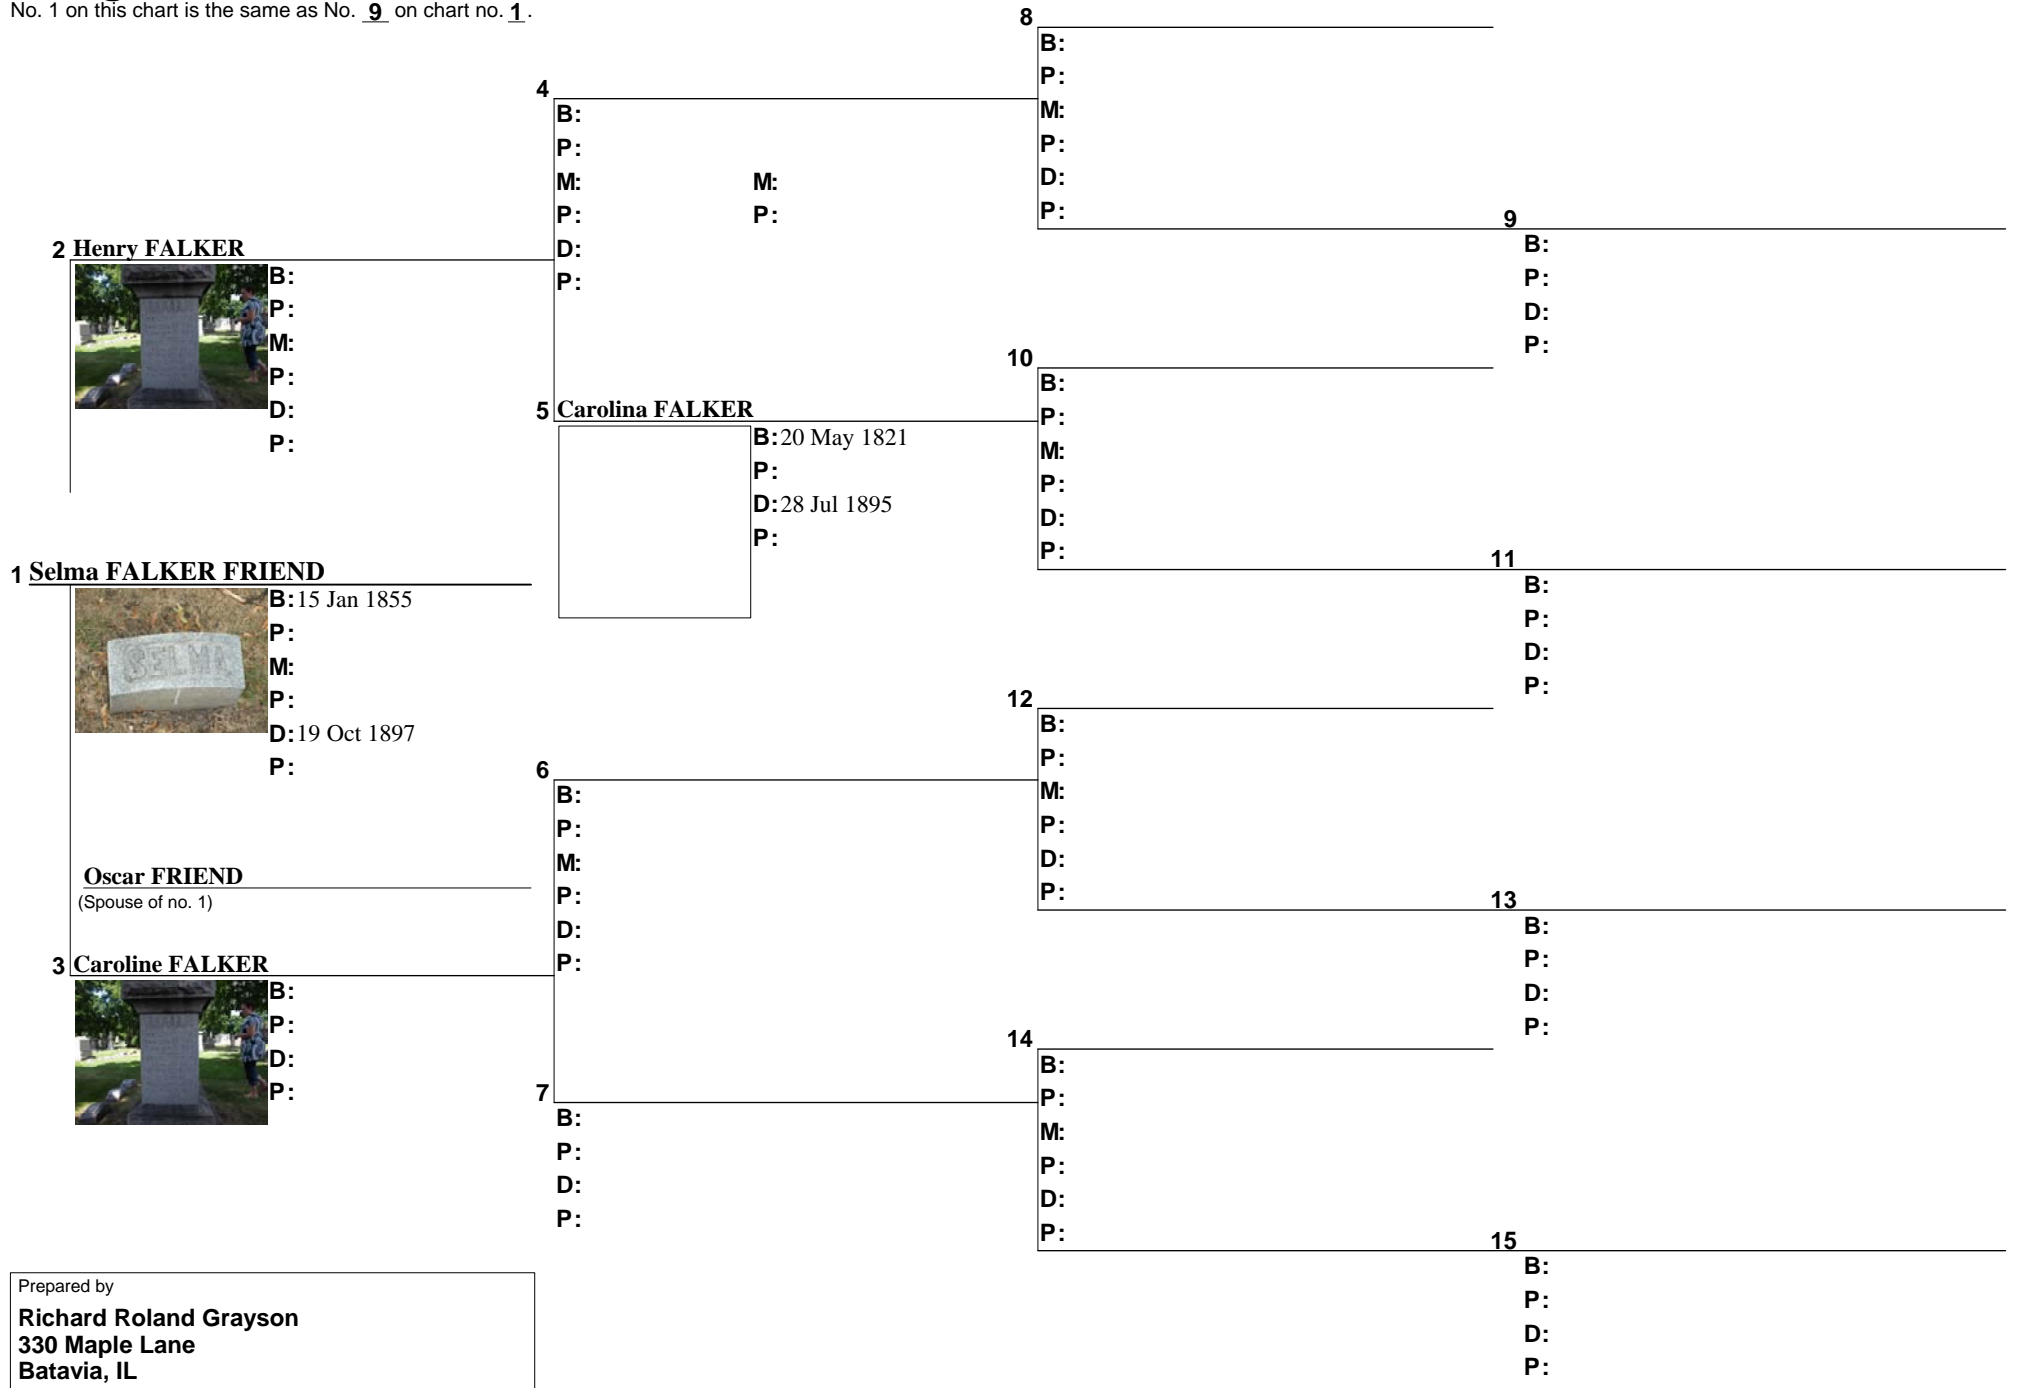 No. 1 on this chart is the same as No. 9 on chart no. 1.
8
B:
P:
M:
P:
D:
P:
4
B:
P:
M: M:
P: P:
D:
P:
9
B:
P:
D:
P:
2 Henry FALKER
B:
P:
M:
P:
D:
P:
10
B:
P:
M:
P:
D:
P:
5 Carolina FALKER
B: 20 May 1821
P:
D: 28 Jul 1895
P:
11
B:
P:
D:
P:
1 Selma FALKER FRIEND
SELMA
B: 15 Jan 1855
P:
M:
P:
D: 19 Oct 1897
P:
12
B:
P:
M:
P:
D:
P:
6
B:
P:
M:
P:
D:
P:
Oscar FRIEND
(Spouse of no. 1)
13
B:
P:
D:
P:
3 Caroline FALKER
B:
P:
D:
P:
14
B:
P:
M:
P:
D:
P:
7
B:
P:
D:
P:
15
B:
P:
D:
P:
Prepared by
Richard Roland Grayson
330 Maple Lane
Batavia, IL